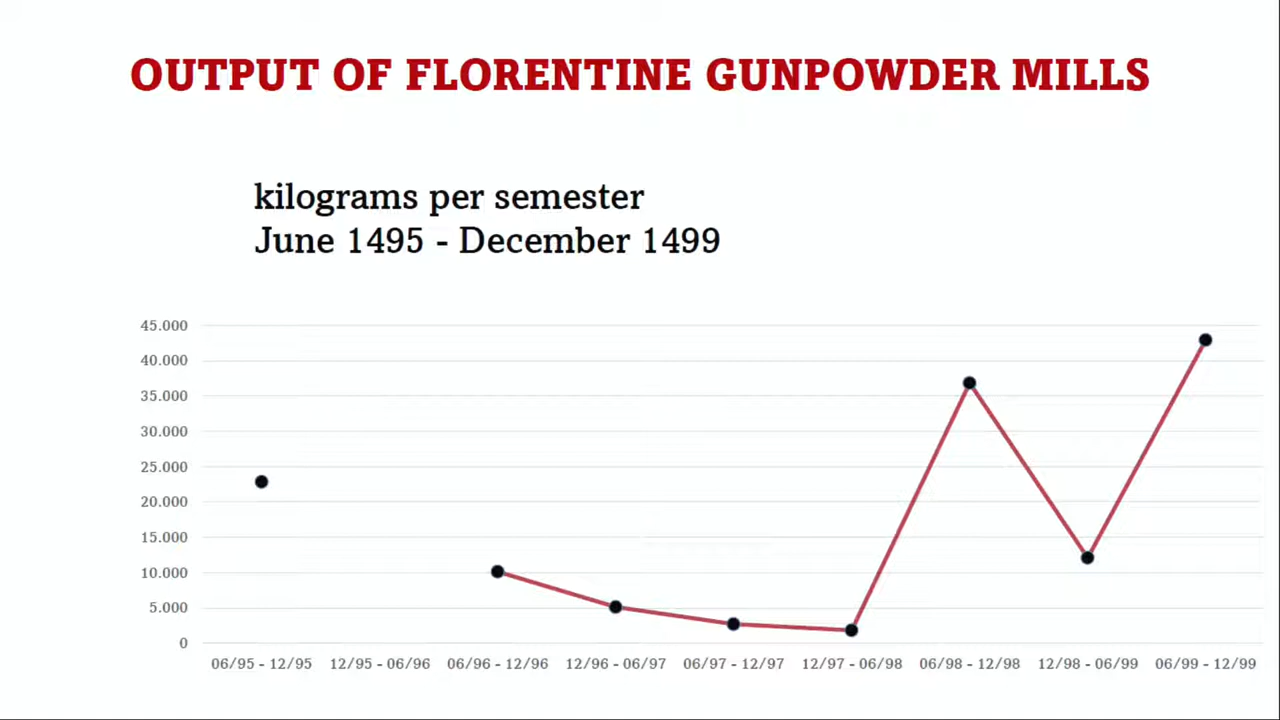 OUTPUT OF FLORENTINE GUNPOWDER MILLS
kilograms per semester
June 1495 - December 1499
45.000
40.000
35.000
30.000
25.000
20.000
15.000
10.000
5.000
0
06/95 - 12/95 12/95 - 06/96 06/96 - 12/96 12/96 - 06/97 06/97 - 12/97 12/97 - 06/98 06/98 - 12/98 12/98 - 06/99 06/99 - 12/99